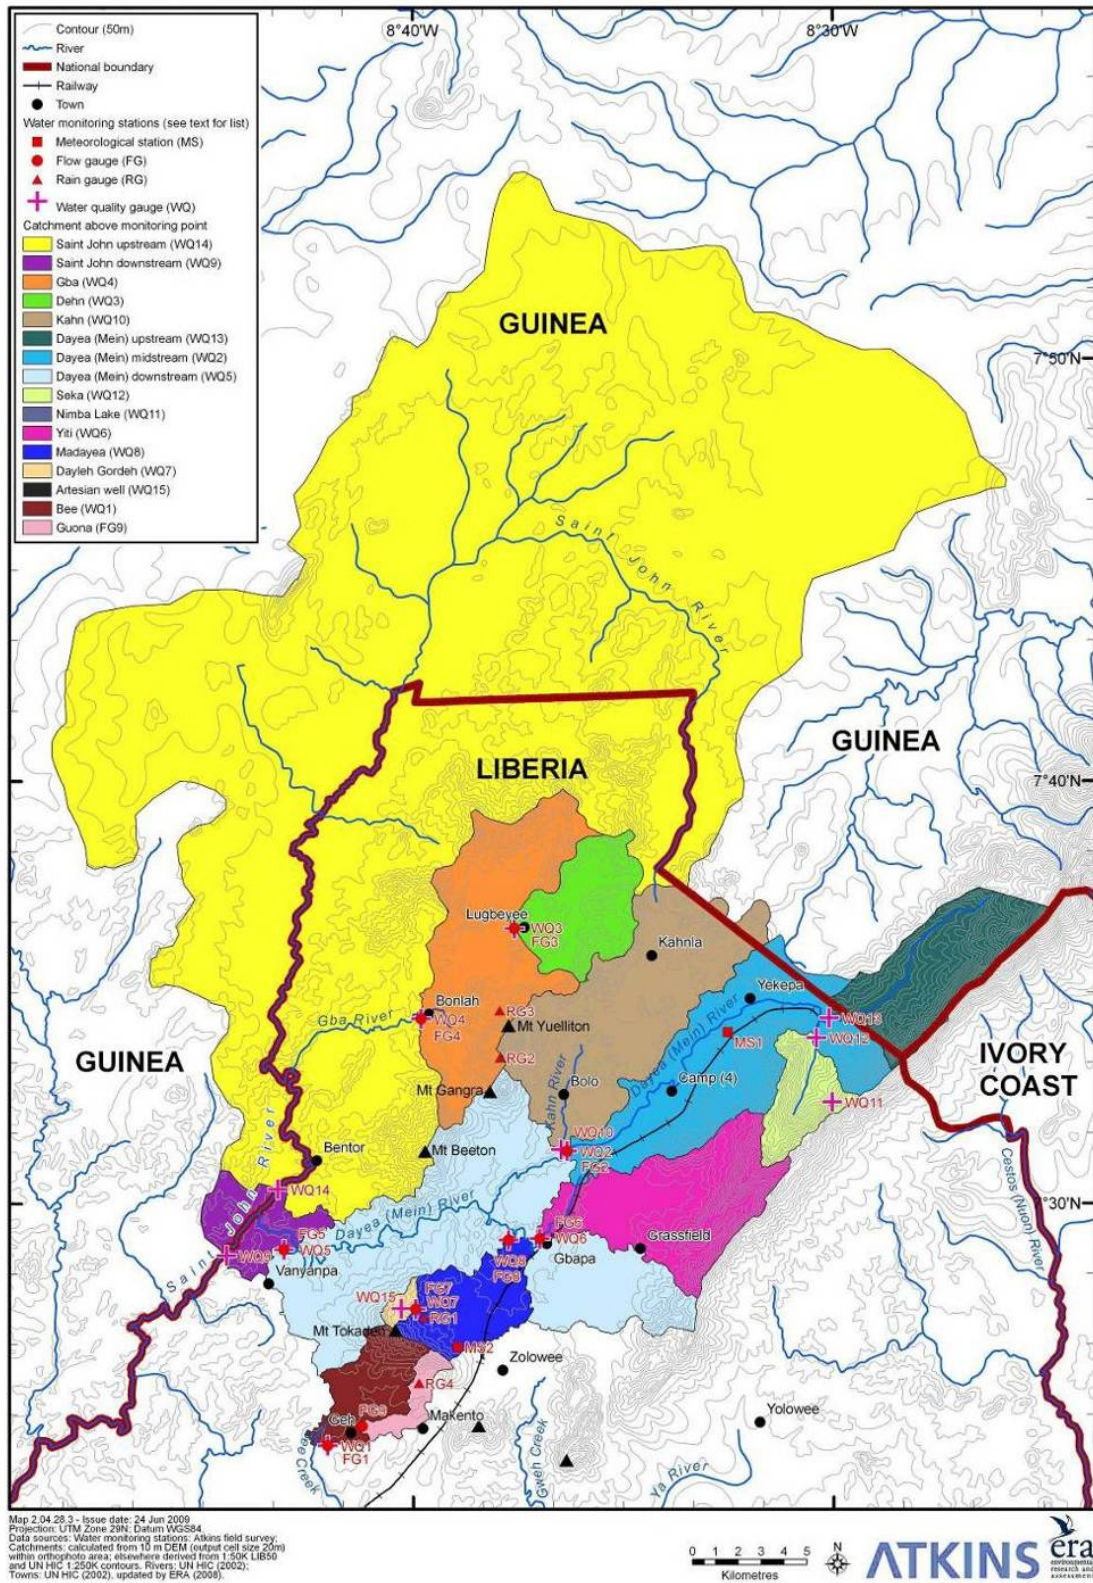 8°40'W
8°30'W
Contour (50m)
River
National boundary
Railway
Town
Water monitoring stations (see text for list)
Meteorological station (MS)
Flow gauge (FG)
Rain gauge (RG)
Water quality gauge (WQ)
Catchment above monitoring point
Saint John upstream (WQ14)
Saint John downstream (WQ9)
Gba (WQ4)
Dehn (WQ3)
Kahn (WQ10)
Dayea (Mein) upstream (WQ13)
Dayea (Mein) midstream (WQ2)
Dayea (Mein) downstream (WQ5)
Seka (WQ12)
Nimba Lake (WQ11)
Yiti (WQ6)
Madayea (WQ8)
Dayleh Gordeh (WQ7)
Artesian well (WQ15)
Bee (WQ1)
Guona (FG9)
GUINEA
7°50'N
Saint John River
GUINEA
LIBERIA
7°40'N
Lugbeyee
WQ3
FG3
Kahnla
Yekepa
Bonlah
Gba River
WQ4
FG4
RG3
Mt Yuelliton
RG2
Dayea (Mein) River
MS1
WQ13
WQ12
GUINEA
IVORY
COAST
Mt Gangra
Kahn River
Bolo
Camp (4)
WQ11
WQ10
WQ2
FG2
Bentor
Mt Beeton
Cestos (Nuon) River
WQ14
7°30'N
Saint John River
Dayea (Mein) River
FG5
WQ5
WQ9
FG6
WQ6
Grassfield
Gbapa
WQ8
FG8
Vanyanpa
WQ15
FG7
WQ7
RG1
Mt Tokadeh
MS2
Zolowee
RG4
FG9
Geh
Makento
Yolowee
WQ1
FG1
Bee Creek
Gweh Creek
Ya River
Map 2.04.28.3 - Issue date: 24 Jun 2009
Projection: UTM Zone 29N; Datum WGS84.
Data sources: Water monitoring stations: Atkins field survey;
Catchments: calculated from 10 m DEM (output cell size 20m)
within orthophoto area; elsewhere derived from 1:50K LIB50
and UN HIC 1:250K contours. Rivers: UN HIC (2002);
Towns: UN HIC (2002), updated by ERA (2008).
0 1 2 3 4 5
Kilometres
N
ATKINS
era
environmental
research and
assessment